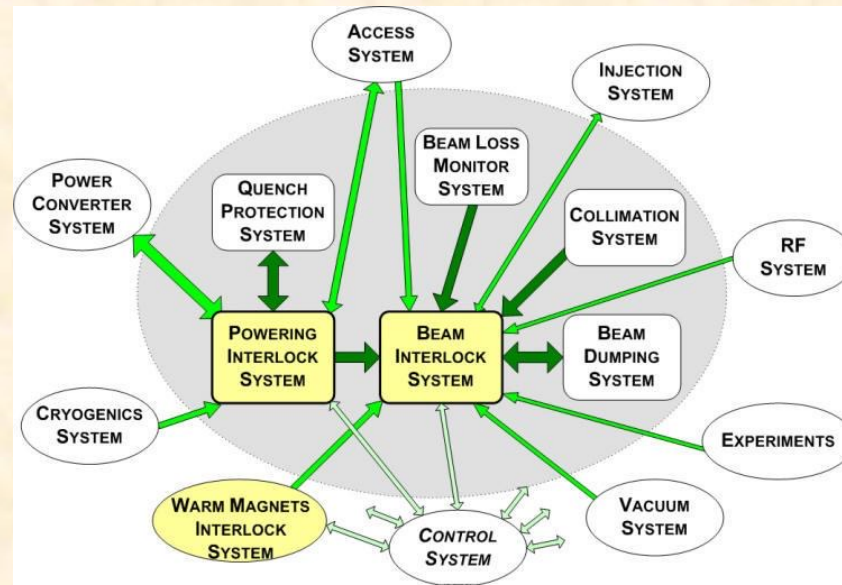 ACCESS
SYSTEM
INJECTION
SYSTEM
BEAM LOSS
MONITOR
SYSTEM
POWER
CONVERTER
SYSTEM
QUENCH
PROTECTION
SYSTEM
COLLIMATION
SYSTEM
RF
SYSTEM
POWERING
INTERLOCK
SYSTEM
BEAM
INTERLOCK
SYSTEM
BEAM
DUMPING
SYSTEM
CRYOGENICS
SYSTEM
EXPERIMENTS
WARM MAGNETS
INTERLOCK
SYSTEM
CONTROL
SYSTEM
VACUUM
SYSTEM